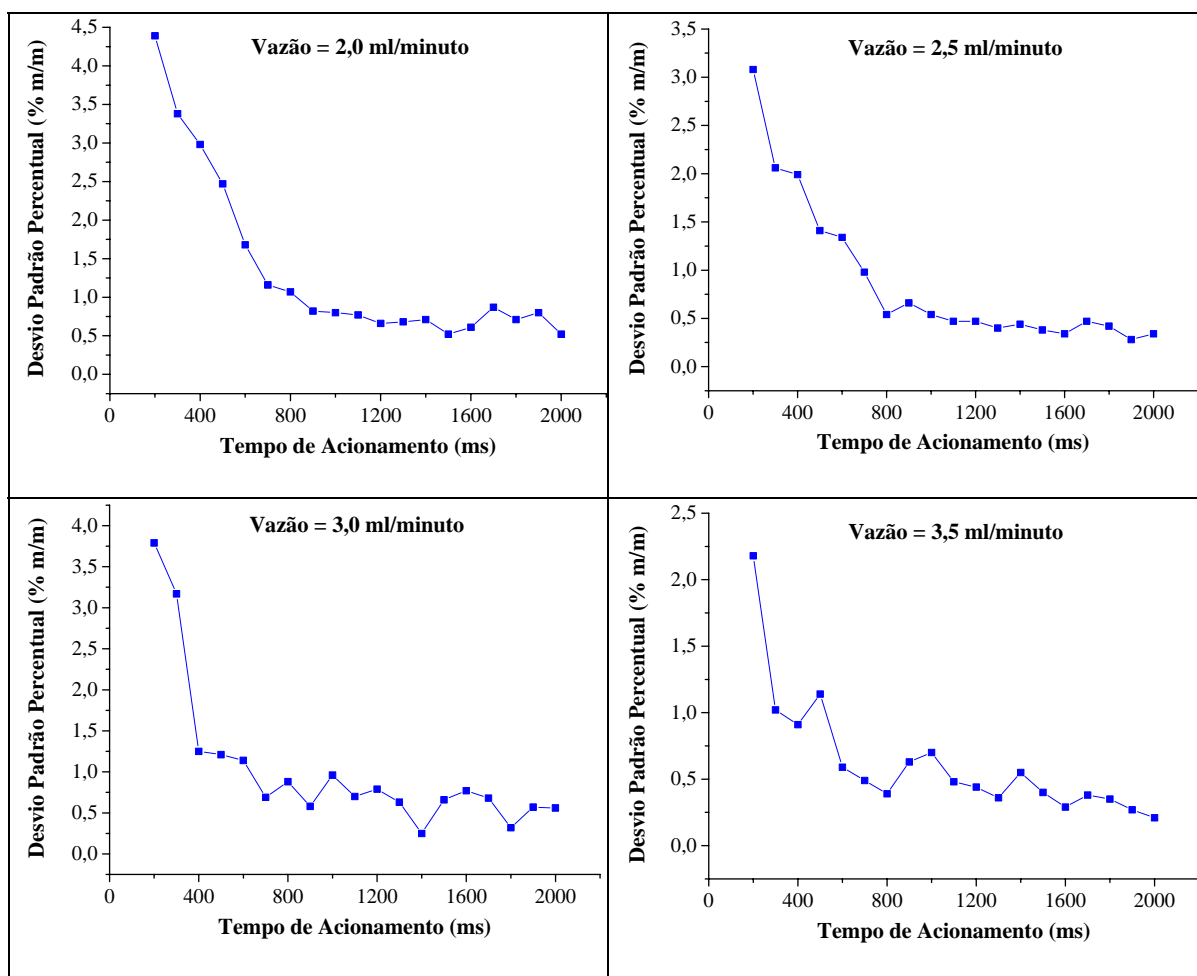 Vazão = 2,0 ml/minuto
Desvio Padrão Percentual (% m/m)
4,5
4,0
3,5
3,0
2,5
2,0
1,5
1,0
0,5
0,0
0 400 800 1200 1600 2000
Tempo de Acionamento (ms)
Vazão = 2,5 ml/minuto
Desvio Padrão Percentual (% m/m)
3,5
3,0
2,5
2,0
1,5
1,0
0,5
0,0
0 400 800 1200 1600 2000
Tempo de Acionamento (ms)
Vazão = 3,0 ml/minuto
Desvio Padrão Percentual (% m/m)
4,0
3,5
3,0
2,5
2,0
1,5
1,0
0,5
0,0
0 400 800 1200 1600 2000
Tempo de Acionamento (ms)
Vazão = 3,5 ml/minuto
Desvio Padrão Percentual (% m/m)
2,5
2,0
1,5
1,0
0,5
0,0
0 400 800 1200 1600 2000
Tempo de Acionamento (ms)